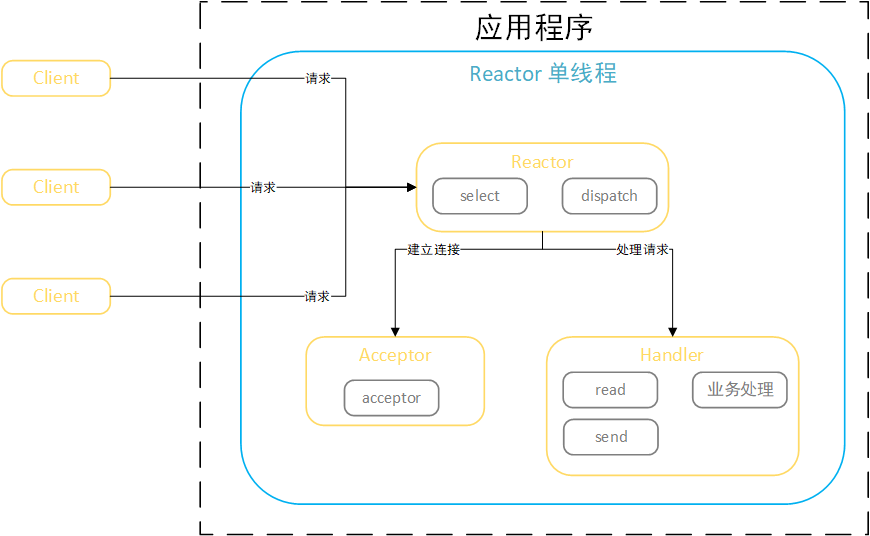 应用程序
Reactor 单线程
Client
请求
Client
请求
Client
请求
Reactor
select
dispatch
建立连接
处理请求
Acceptor
acceptor
Handler
read
业务处理
send